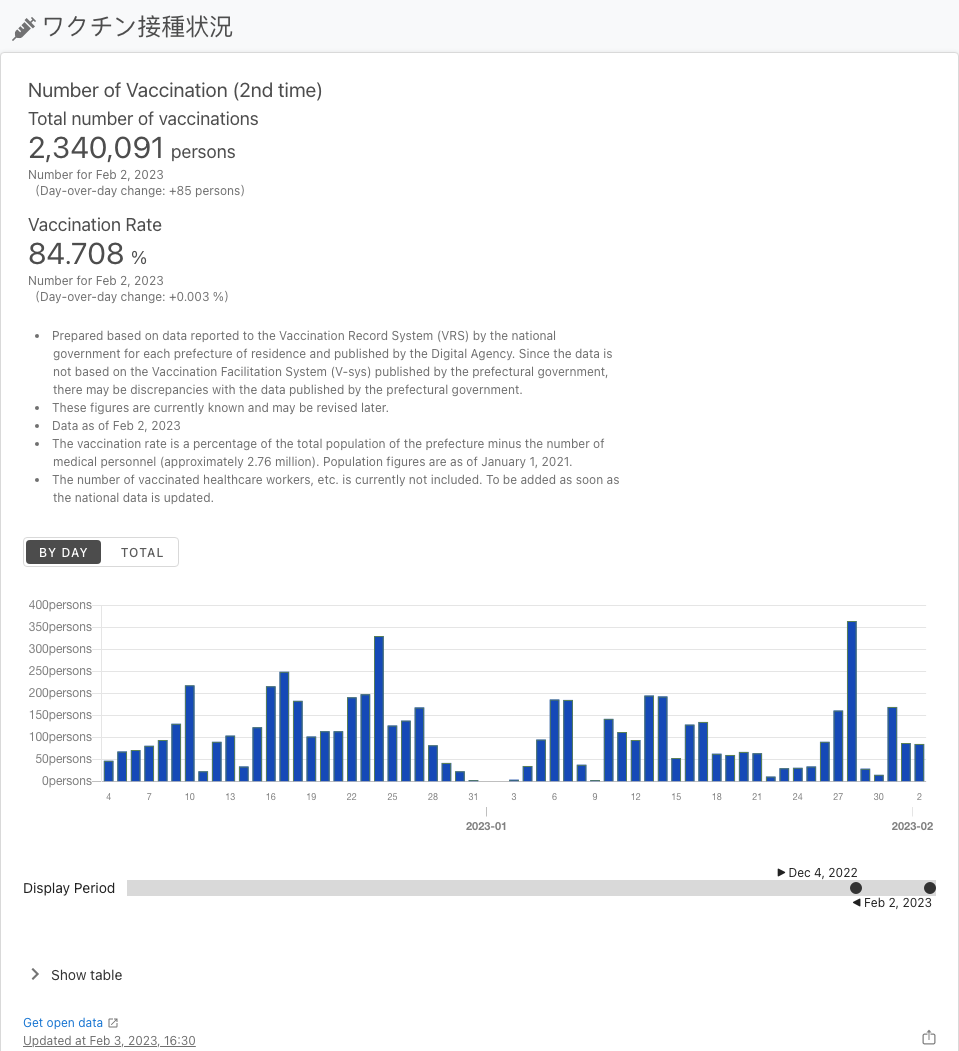 ワクチン接種状況
Number of Vaccination (2nd time)
Total number of vaccinations
2,340,091 persons
Number for Feb 2, 2023
(Day-over-day change: +85 persons)
Vaccination Rate
84.708 %
Number for Feb 2, 2023
(Day-over-day change: +0.003 %)
• Prepared based on data reported to the Vaccination Record System (VRS) by the national
government for each prefecture of residence and published by the Digital Agency. Since the data is
not based on the Vaccination Facilitation System (V-sys) published by the prefectural government,
there may be discrepancies with the data published by the prefectural government.
• These figures are currently known and may be revised later.
• Data as of Feb 2, 2023
• The vaccination rate is a percentage of the total population of the prefecture minus the number of
medical personnel (approximately 2.76 million). Population figures are as of January 1, 2021.
• The number of vaccinated healthcare workers, etc. is currently not included. To be added as soon as
the national data is updated.
BY DAY TOTAL
400persons
350persons
300persons
250persons
200persons
150persons
100persons
50persons
0persons
4 7 10 13 16 19 22 25 28 31 3 6 9 12 15 18 21 24 27 30 2
2023-01 2023-02
Dec 4, 2022
Display Period
Feb 2, 2023
Show table
Get open data
Updated at Feb 3, 2023, 16:30